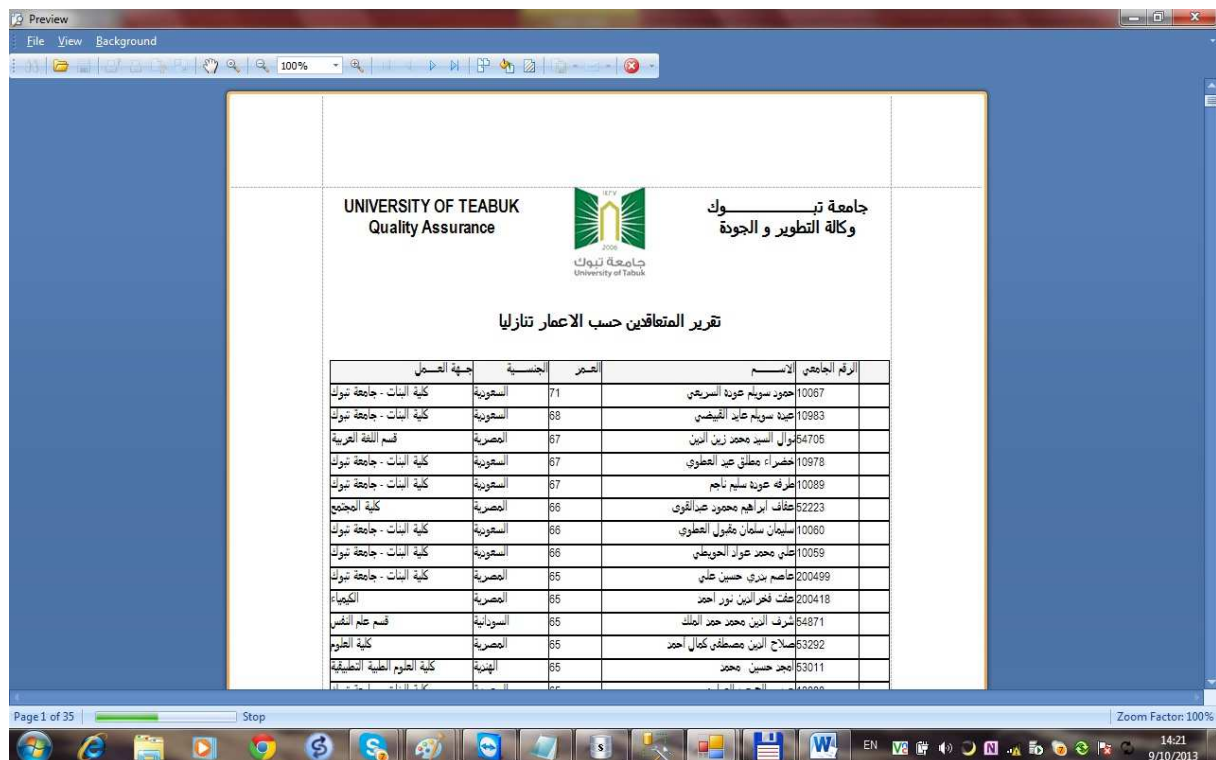 Preview
File View Background
100%
UNIVERSITY OF TEABUK
Quality Assurance
جامعة تبـــــــــــوك
وكالة التطوير و الجودة
2006
جامعة تبوك
University of Tabuk
تقرير المتعاقدين حسب الاعمار تنازليا
الرقم الجامعي الاســـــم العـمر الجنســـية جـهة العـــمل
10067 حمود سويلم عوده السريعي 71 السعودية كلية البنات - جامعة تبوك
10983 عيده سويلم عايد القبيضي 68 السعودية كلية البنات - جامعة تبوك
54705 نوال السيد محمد زين الدين 67 المصرية قسم اللغة العربية
10978 خضراء مطلق عيد العطوي 67 السعودية كلية البنات - جامعة تبوك
10089 طرفه عوده سليم ناجم 67 السعودية كلية البنات - جامعة تبوك
52223 عفاف ابراهيم محمود عبدالقوى 66 المصرية كلية المجتمع
10060 سليمان سلمان مقبول العطوي 66 السعودية كلية البنات - جامعة تبوك
10059 علي محمد عواد الحويطي 66 السعودية كلية البنات - جامعة تبوك
200499 عاصم بدري حسين علي 65 المصرية كلية البنات - جامعة تبوك
200418 عفت فخرالدين نور احمد 65 المصرية الكيمياء
54871 شرف الدين محمد حمد الملك 65 السودانية قسم علم النفس
53292 صلاح الدين مصطفى كمال احمد 65 المصرية كلية العلوم
53011 امجد حسين محمد 65 الهندية كلية العلوم الطبية التطبيقية
Page 1 of 35 Stop Zoom Factor: 100%
EN 14:21
9/10/2013